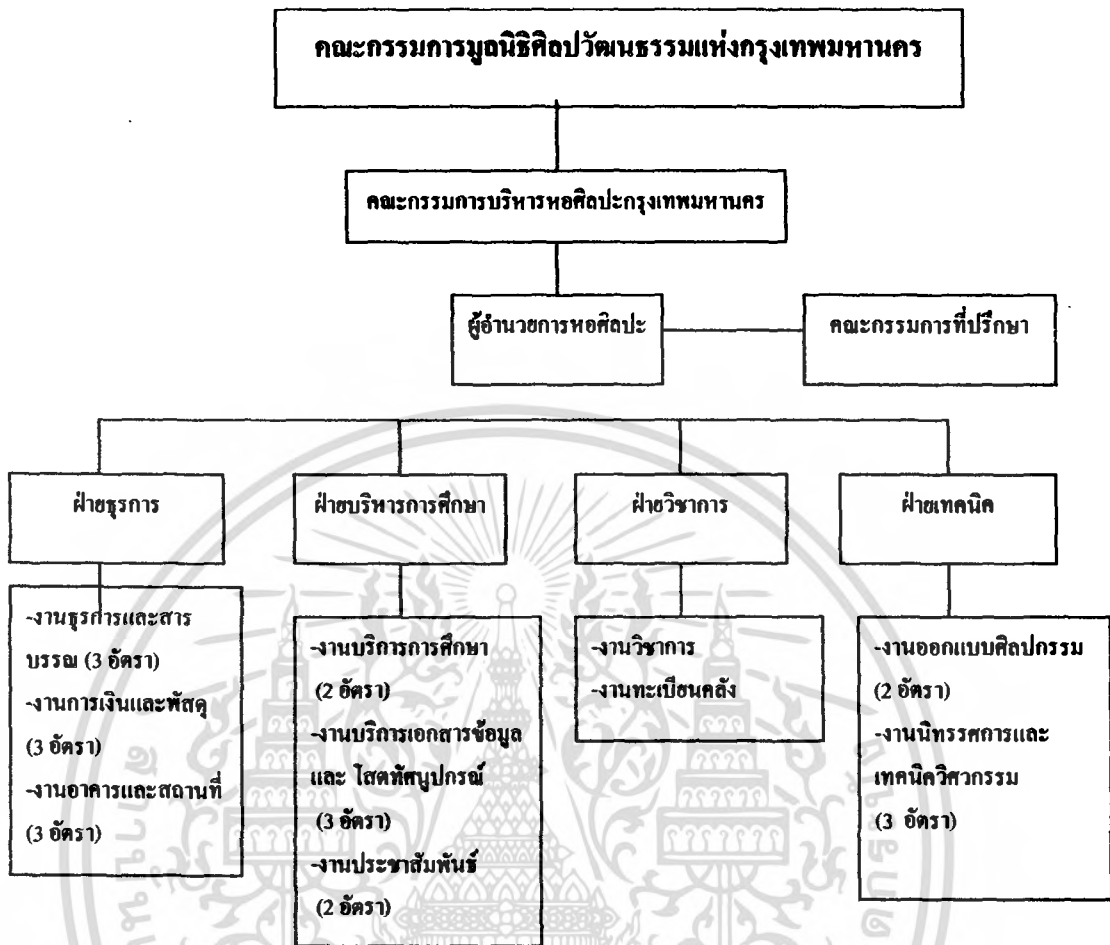 คณะกรรมการมูลนิธิศิลปวัฒนธรรมแห่งกรุงเทพมหานคร
คณะกรรมการบริหารหอศิลปะกรุงเทพมหานคร
ผู้อำนวยการหอศิลปะ
คณะกรรมการที่ปรึกษา
ฝ่ายธุรการ
ฝ่ายบริหารการศึกษา
ฝ่ายวิชาการ
ฝ่ายเทคนิค
-งานธุรการและสาร
บรรณ (3 อัตรา)
-งานการเงินและพัสดุ
(3 อัตรา)
-งานอาคารและสถานที่
(3 อัตรา)
-งานบริการการศึกษา
(2 อัตรา)
-งานบริการเอกสารข้อมูล
และ โสตทัศนูปกรณ์
(3 อัตรา)
-งานประชาสัมพันธ์
(2 อัตรา)
-งานวิชาการ
-งานทะเบียนคลัง
-งานออกแบบศิลปกรรม
(2 อัตรา)
-งานนิทรรศการและ
เทคนิควิศวกรรม
(3 อัตรา)